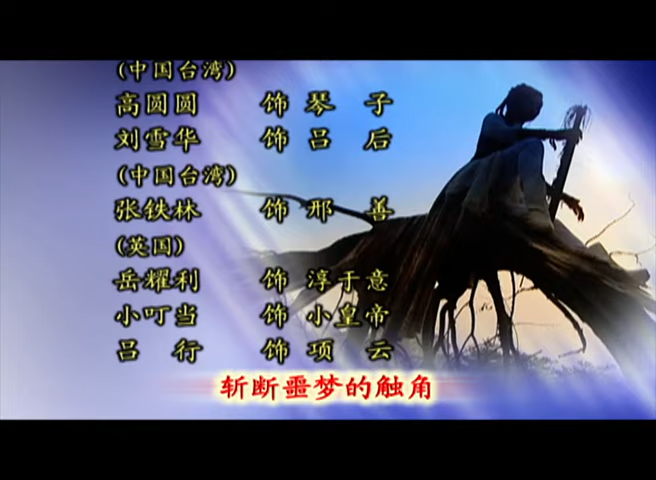 (中国台湾)
高圆圆 饰 琴 子
刘雪华 饰 吕 后
(中国台湾)
张铁林 饰 邢 善
(英国)
岳耀利 饰 淳于意
小叮当 饰 小皇帝
吕 行 饰 项 云
斩断噩梦的触角